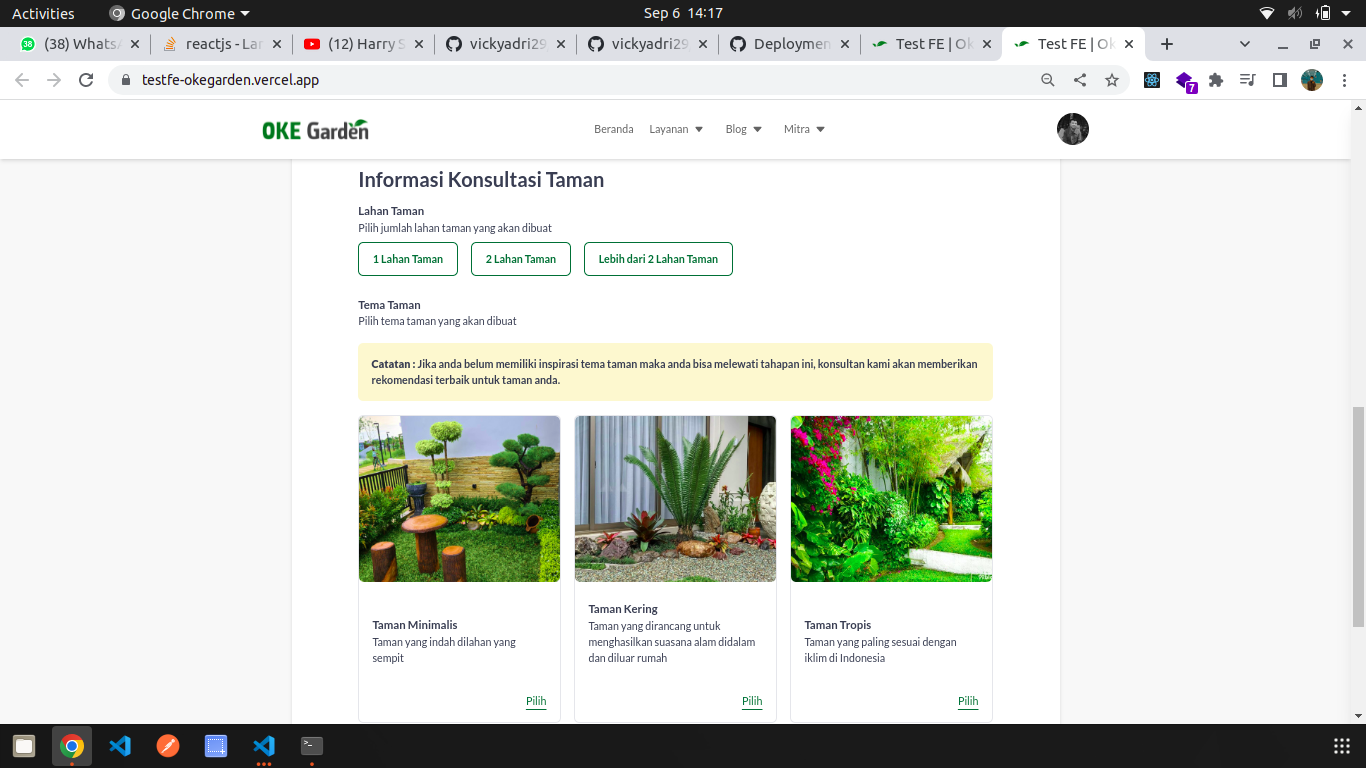 Activities
Google Chrome
Sep 6 14:17
(38) WhatsA
reactjs - Lar
(12) Harry S
vickyadri29
vickyadri29
Deploymen
Test FE | Ok
Test FE | Ok
testfe-okegarden.vercel.app
7
OKE Garden
Beranda
Layanan
Blog
Mitra
Informasi Konsultasi Taman
Lahan Taman
Pilih jumlah lahan taman yang akan dibuat
1 Lahan Taman
2 Lahan Taman
Lebih dari 2 Lahan Taman
Tema Taman
Pilih tema taman yang akan dibuat
Catatan : Jika anda belum memiliki inspirasi tema taman maka anda bisa melewati tahapan ini, konsultan kami akan memberikan
rekomendasi terbaik untuk taman anda.
Taman Minimalis
Taman yang indah dilahan yang
sempit
Pilih
Taman Kering
Taman yang dirancang untuk
menghasilkan suasana alam didalam
dan diluar rumah
Pilih
Taman Tropis
Taman yang paling sesuai dengan
iklim di Indonesia
Pilih